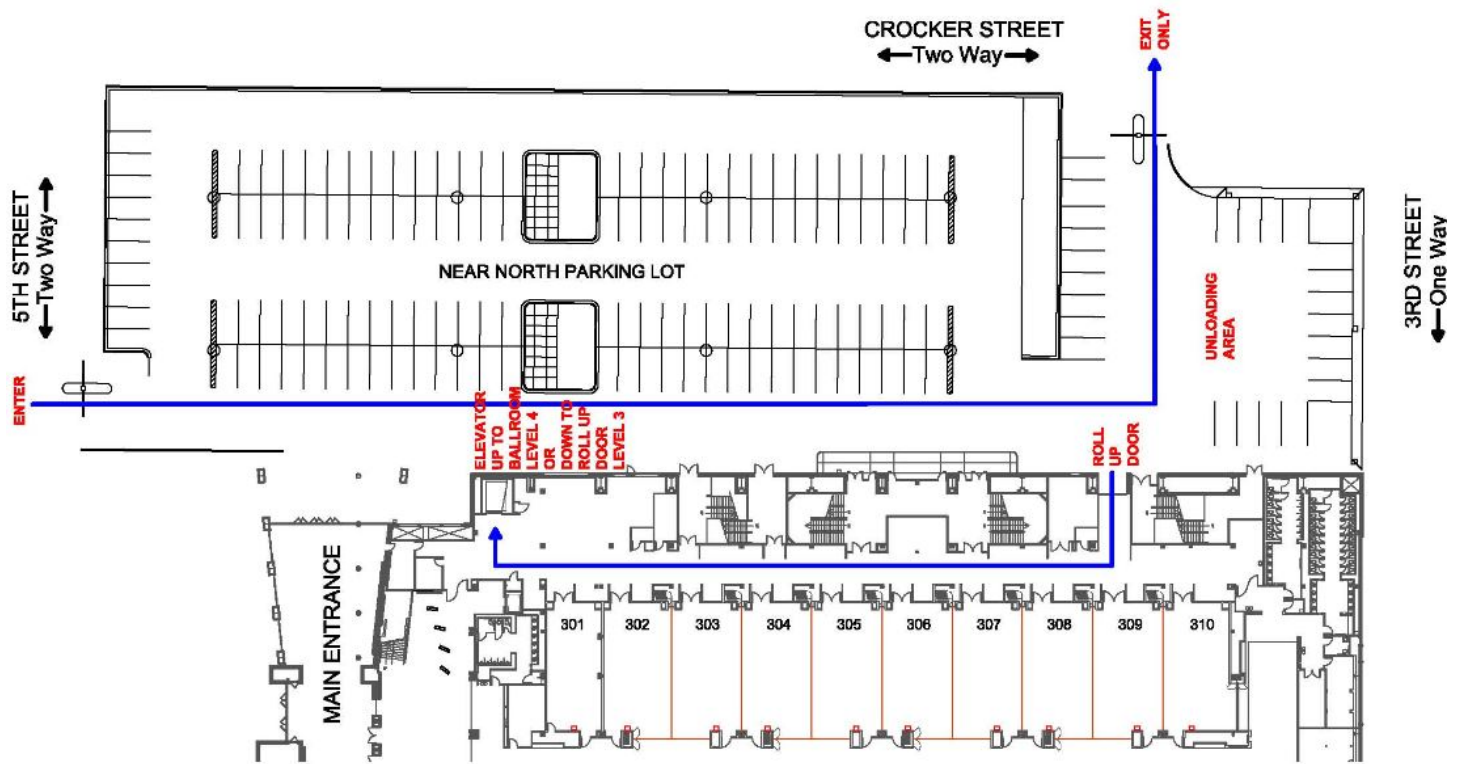 CROCKER STREET
Two Way
EXIT
ONLY
5TH STREET
Two Way
3RD STREET
One Way
NEAR NORTH PARKING LOT
UNLOADING
AREA
ENTER
ELEVATOR
UP TO
BALLROOM
LEVEL 4
OR
DOWN TO
ROLL UP
DOOR
LEVEL 3
ROLL
UP
DOOR
MAIN ENTRANCE
301
302
303
304
305
306
307
308
309
310